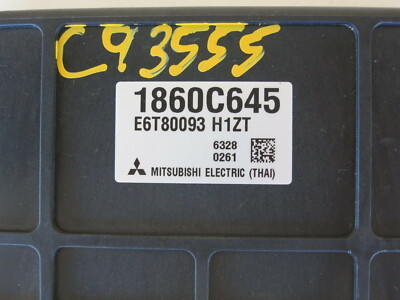 C93555
1860C645
E6T80093 H1ZT
6328
0261
MITSUBISHI ELECTRIC (THAI)